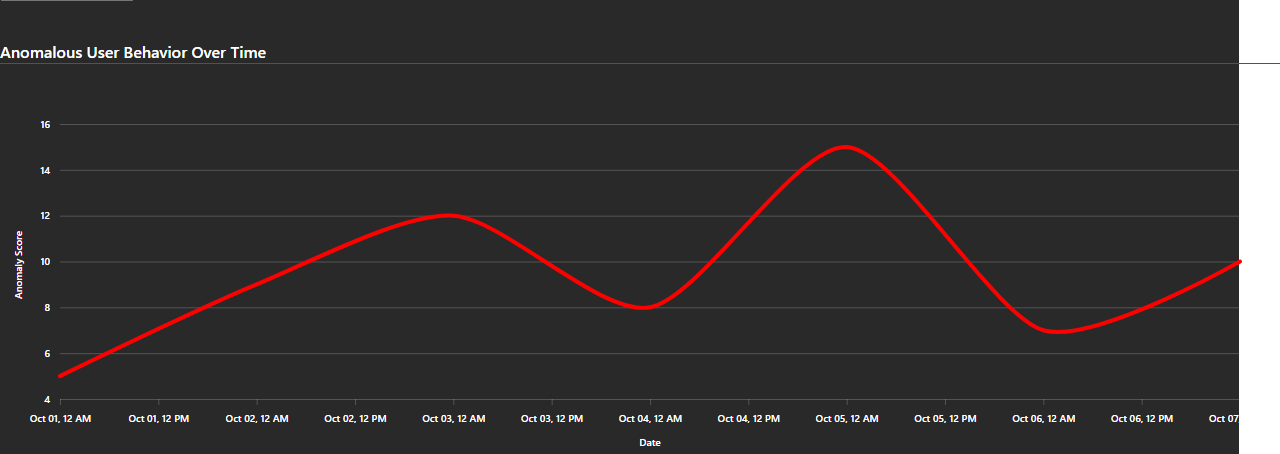 Anomalous User Behavior Over Time
16
14
12
10
8
6
4
Anomaly Score
Oct 01, 12 AM Oct 01, 12 PM Oct 02, 12 AM Oct 02, 12 PM Oct 03, 12 AM Oct 03, 12 PM Oct 04, 12 AM Oct 04, 12 PM Oct 05, 12 AM Oct 05, 12 PM Oct 06, 12 AM Oct 06, 12 PM Oct 07
Date